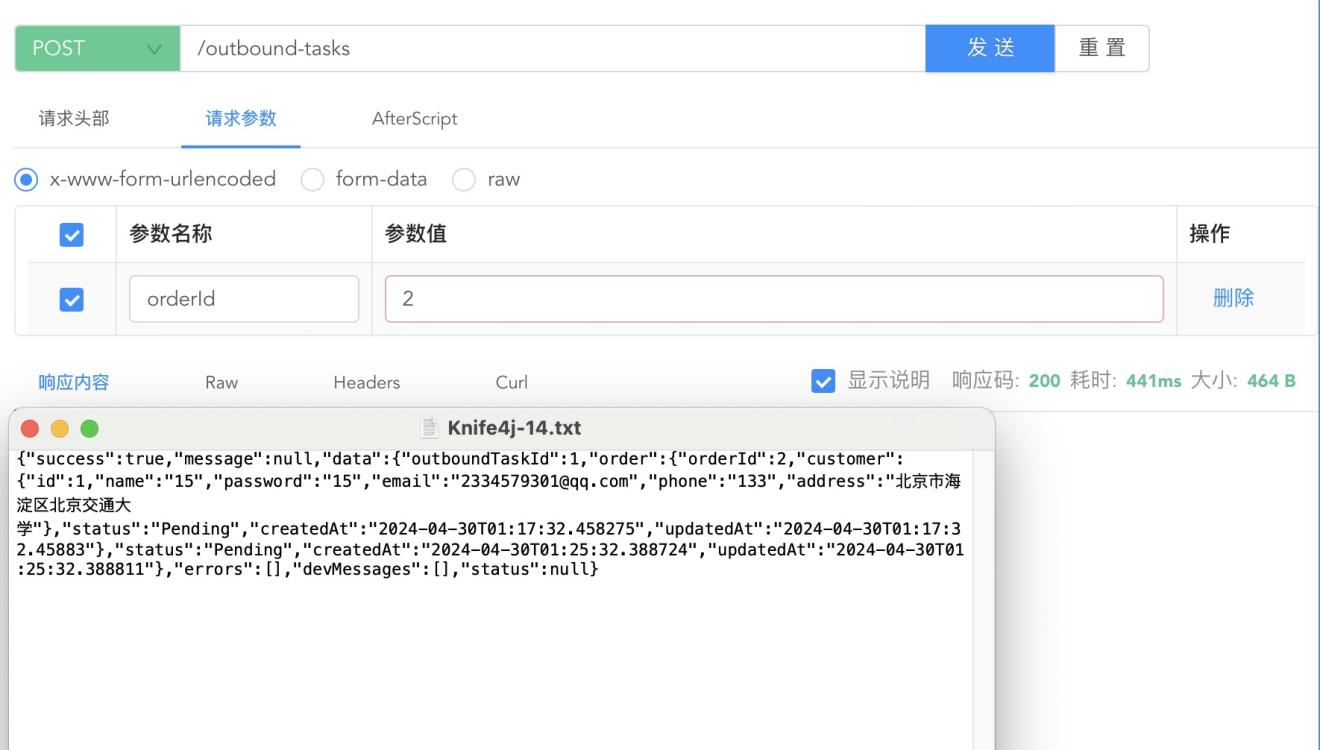 POST /outbound-tasks 发 送 重 置
请求头部 请求参数 AfterScript
x-www-form-urlencoded form-data raw
参数名称 参数值 操作
orderId 2 删除
响应内容 Raw Headers Curl 显示说明 响应码: 200 耗时: 441ms 大小: 464 B
Knife4j-14.txt
{"success":true,"message":null,"data":{"outboundTaskId":1,"order":{"orderId":2,"customer":
{"id":1,"name":"15","password":"15","email":"2334579301@qq.com","phone":"133","address":"北京市海
淀区北京交通大
学"},"status":"Pending","createdAt":"2024-04-30T01:17:32.458275","updatedAt":"2024-04-30T01:17:3
2.45883"},"status":"Pending","createdAt":"2024-04-30T01:25:32.388724","updatedAt":"2024-04-30T01
:25:32.388811"},"errors":[],"devMessages":[],"status":null}